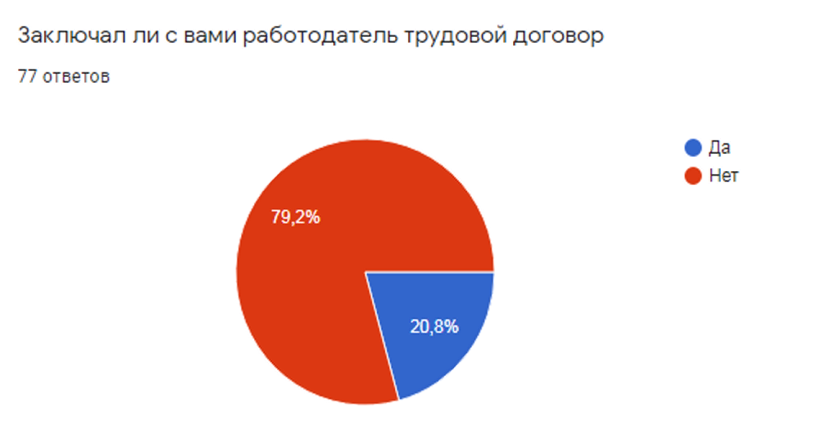 Заключал ли с вами работодатель трудовой договор
77 ответов
Да
Нет
79,2%
20,8%